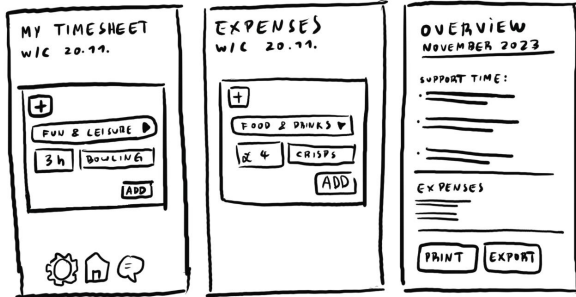 MY TIMESHEET
W/C 20.11.
+
FUN & LEISURE
3h BOWLING
ADD
EXPENSES
W/C 20.11.
+
FOOD & DRINKS
£ 4 CRISPS
ADD
OVERVIEW
NOVEMBER 2023
SUPPORT TIME:
EXPENSES
PRINT EXPORT